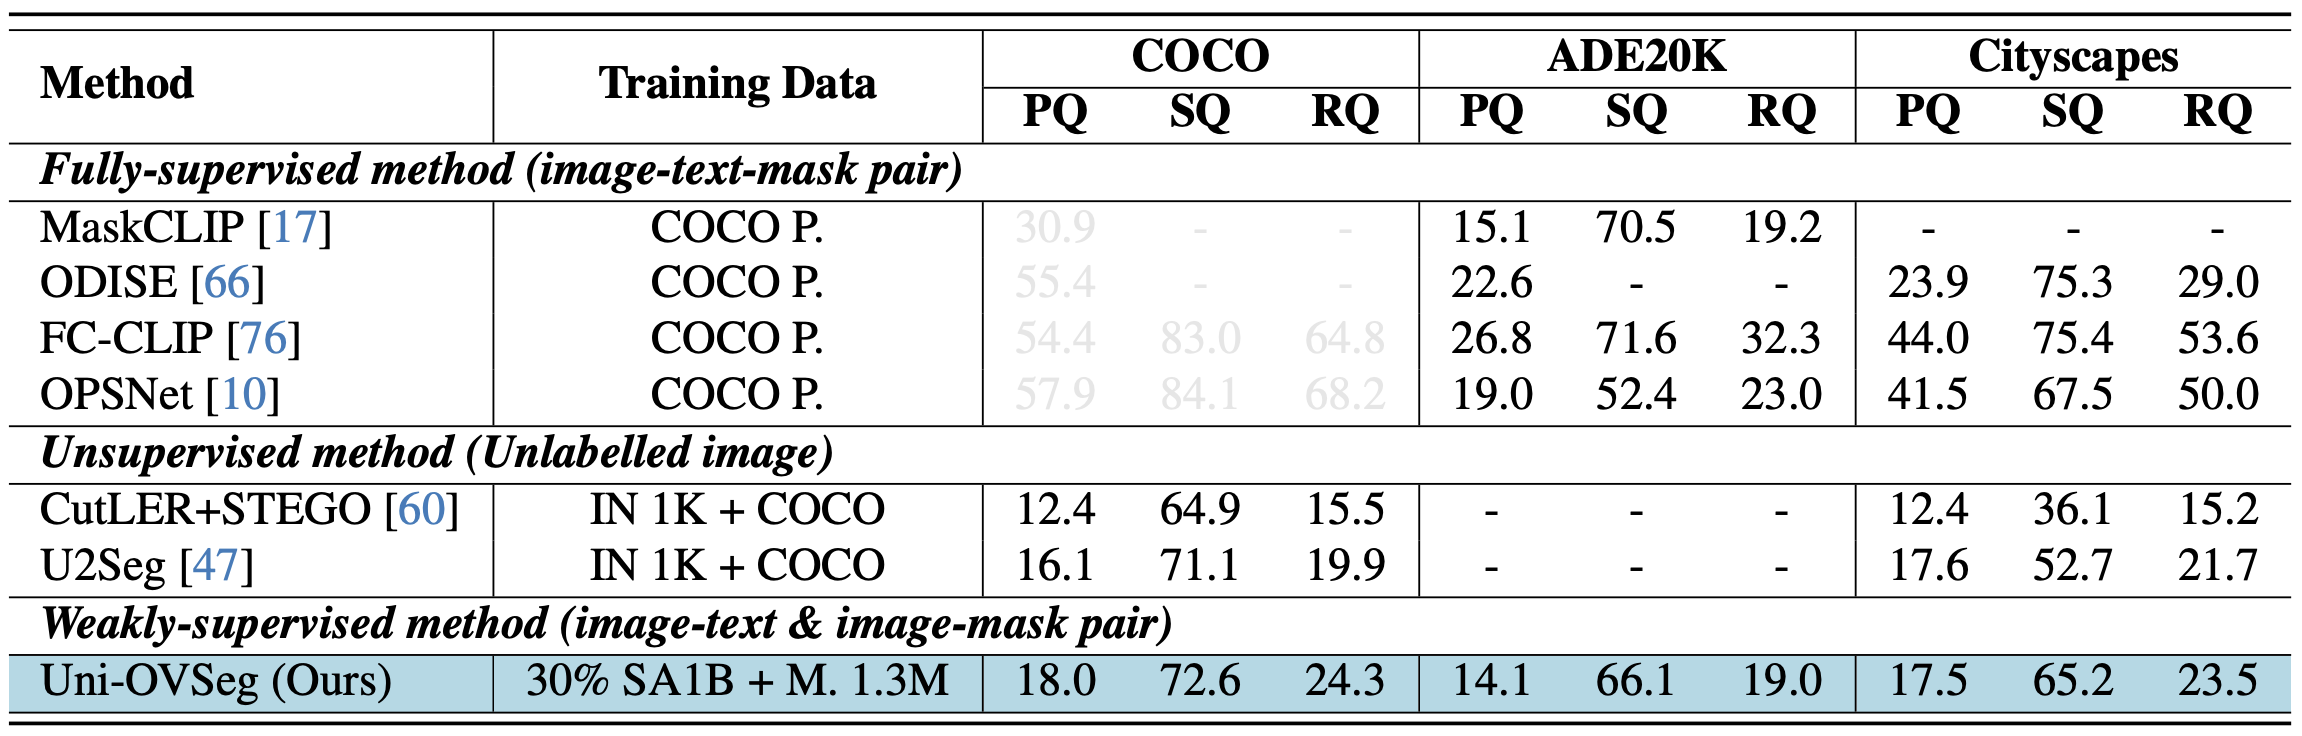 Method Training Data COCO ADE20K Cityscapes
PQ SQ RQ PQ SQ RQ PQ SQ RQ
Fully-supervised method (image-text-mask pair)
MaskCLIP [17] COCO P. 30.9 - - 15.1 70.5 19.2 - - -
ODISE [66] COCO P. 55.4 - - 22.6 - - 23.9 75.3 29.0
FC-CLIP [76] COCO P. 54.4 83.0 64.8 26.8 71.6 32.3 44.0 75.4 53.6
OPSNet [10] COCO P. 57.9 84.1 68.2 19.0 52.4 23.0 41.5 67.5 50.0
Unsupervised method (Unlabelled image)
CutLER+STEGO [60] IN 1K + COCO 12.4 64.9 15.5 - - - 12.4 36.1 15.2
U2Seg [47] IN 1K + COCO 16.1 71.1 19.9 - - - 17.6 52.7 21.7
Weakly-supervised method (image-text & image-mask pair)
Uni-OVSeg (Ours) 30% SA1B + M. 1.3M 18.0 72.6 24.3 14.1 66.1 19.0 17.5 65.2 23.5